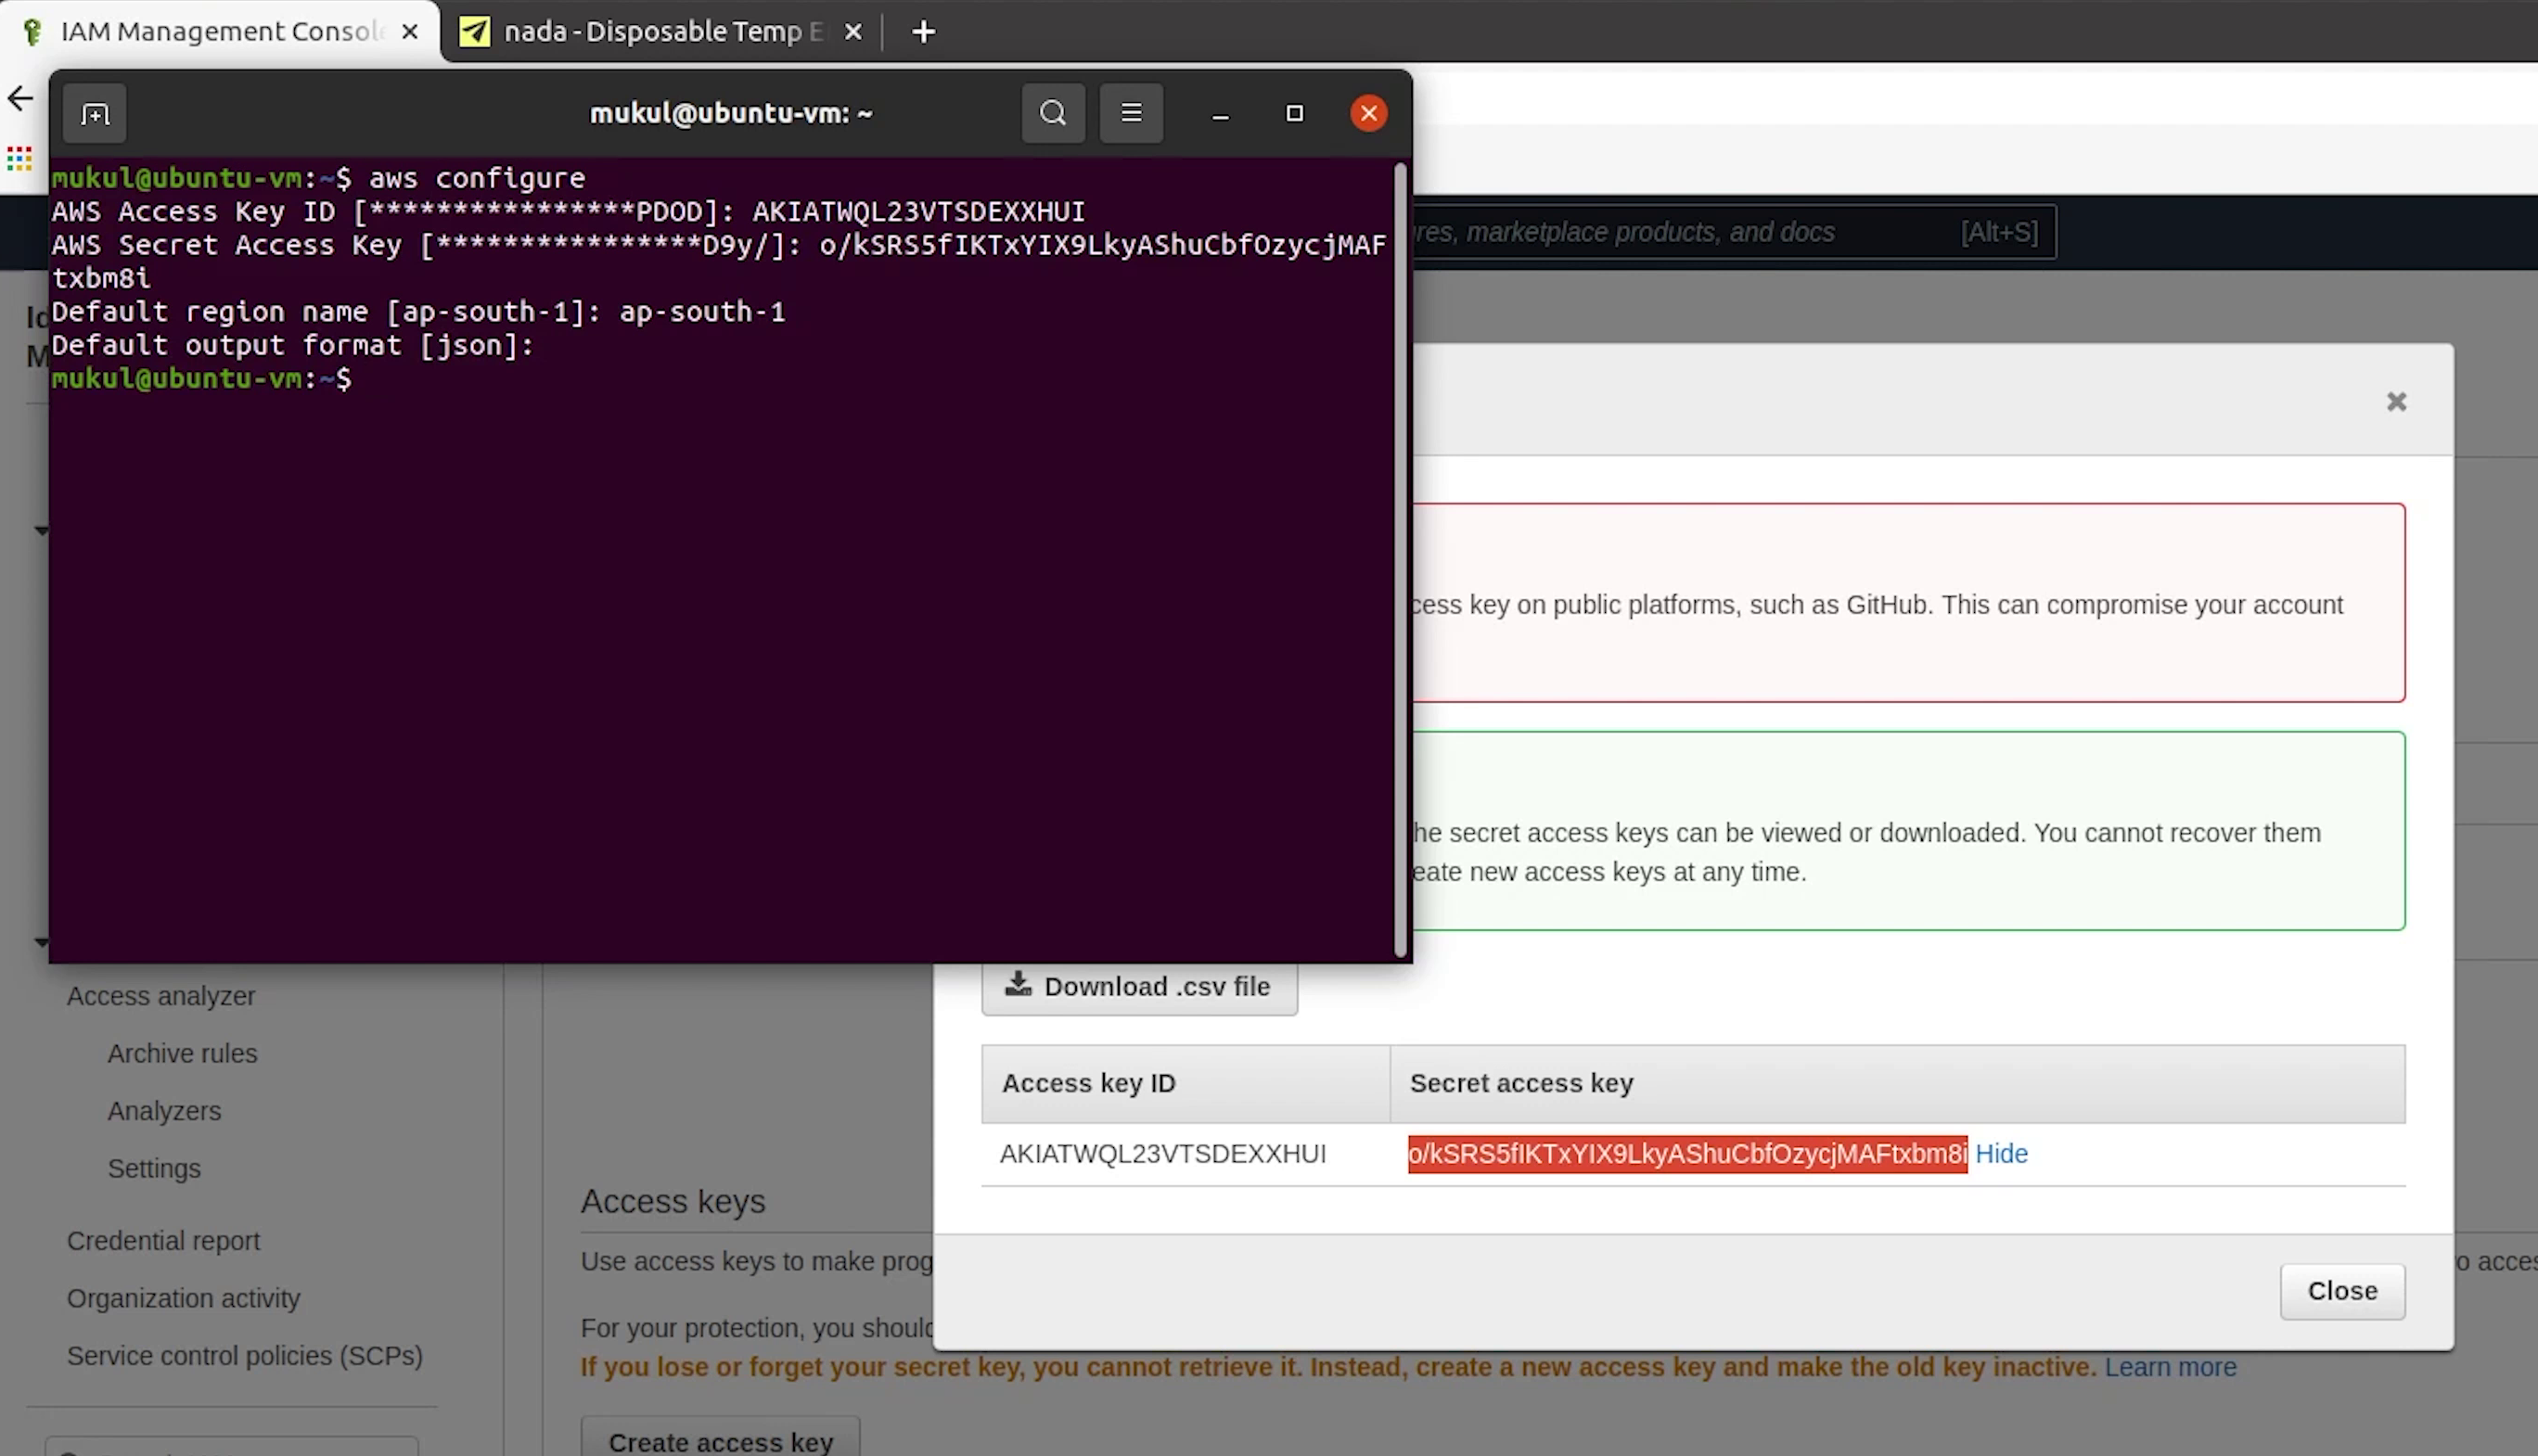 IAM Management Console
nada - Disposable Temp E
mukul@ubuntu-vm: ~
mukul@ubuntu-vm:~$ aws configure
AWS Access Key ID [****************PDOD]: AKIATWQL23VTSDEXXHUI
AWS Secret Access Key [****************D9y/]: o/kSRS5fIKTxYIX9LkyAShuCbfOzycjMAF
txbm8i
Default region name [ap-south-1]: ap-south-1
Default output format [json]:
mukul@ubuntu-vm:~$
res, marketplace products, and docs [Alt+S]
Id
M
cess key on public platforms, such as GitHub. This can compromise your account
he secret access keys can be viewed or downloaded. You cannot recover them
eate new access keys at any time.
Download .csv file
Access key ID Secret access key
AKIATWQL23VTSDEXXHUI o/kSRS5fIKTxYIX9LkyAShuCbfOzycjMAFtxbm8i Hide
Close
Access analyzer
Archive rules
Analyzers
Settings
Credential report
Organization activity
Service control policies (SCPs)
Access keys
Use access keys to make prog
o acces
For your protection, you should
If you lose or forget your secret key, you cannot retrieve it. Instead, create a new access key and make the old key inactive. Learn more
Create access key